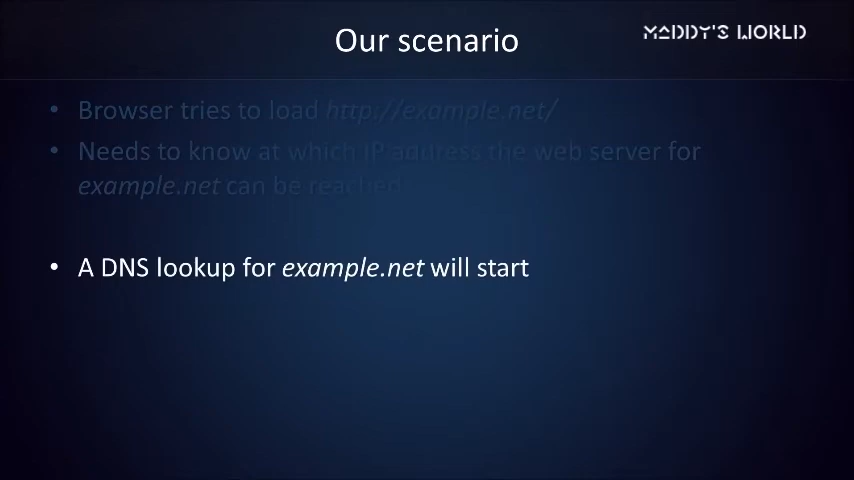 Our scenario
MADDY'S WORLD
• Browser tries to load http://example.net/
• Needs to know at which IP address the web server for
example.net can be reached
• A DNS lookup for example.net will start